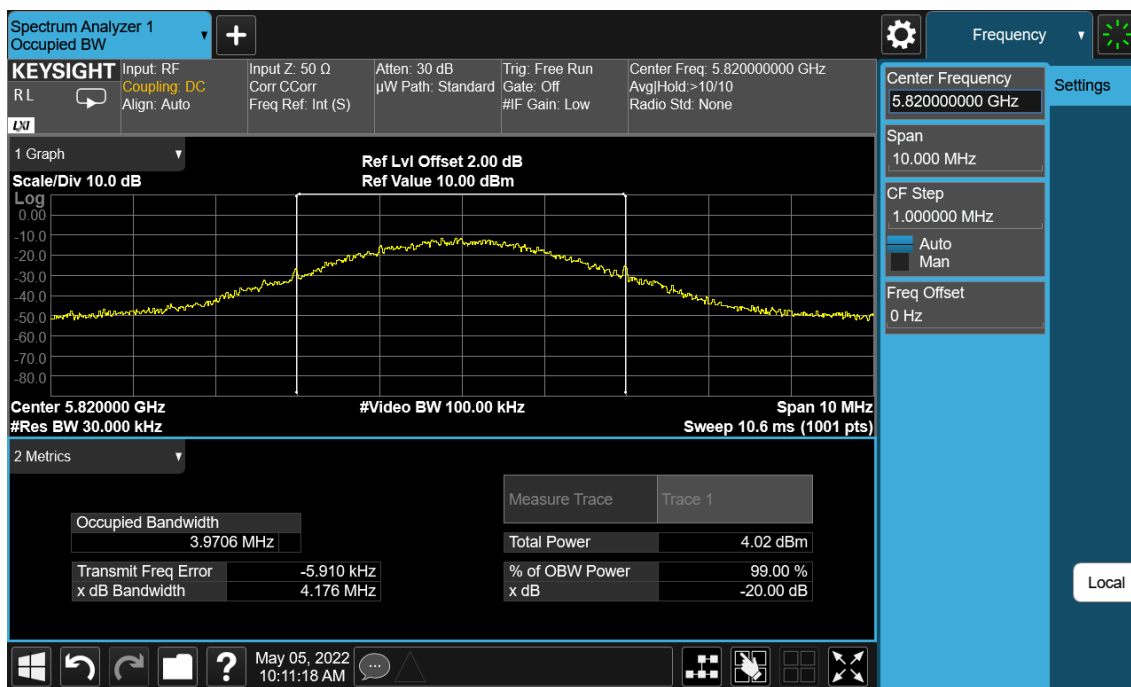 Spectrum Analyzer 1
Occupied BW
▼
+
Frequency
▼
KEYSIGHT
RL
LXI
Input: RF
Coupling: DC
Align: Auto
Input Z: 50 Ω
Corr CCorr
Freq Ref: Int (S)
Atten: 30 dB
µW Path: Standard
Trig: Free Run
Gate: Off
#IF Gain: Low
Center Freq: 5.820000000 GHz
Avg|Hold:>10/10
Radio Std: None
Center Frequency
5.820000000 GHz
Settings
Span
10.000 MHz
CF Step
1.000000 MHz
Auto
Man
Freq Offset
0 Hz
1 Graph ▼
Scale/Div 10.0 dB
Ref Lvl Offset 2.00 dB
Ref Value 10.00 dBm
Log
0.00
-10.0
-20.0
-30.0
-40.0
-50.0
-60.0
-70.0
-80.0
Center 5.820000 GHz
#Video BW 100.00 kHz
Span 10 MHz
#Res BW 30.000 kHz
Sweep 10.6 ms (1001 pts)
2 Metrics ▼
Measure Trace Trace 1
Occupied Bandwidth
3.9706 MHz
Total Power 4.02 dBm
Transmit Freq Error -5.910 kHz
% of OBW Power 99.00 %
x dB Bandwidth 4.176 MHz
x dB -20.00 dB
Local
?
May 05, 2022
10:11:18 AM